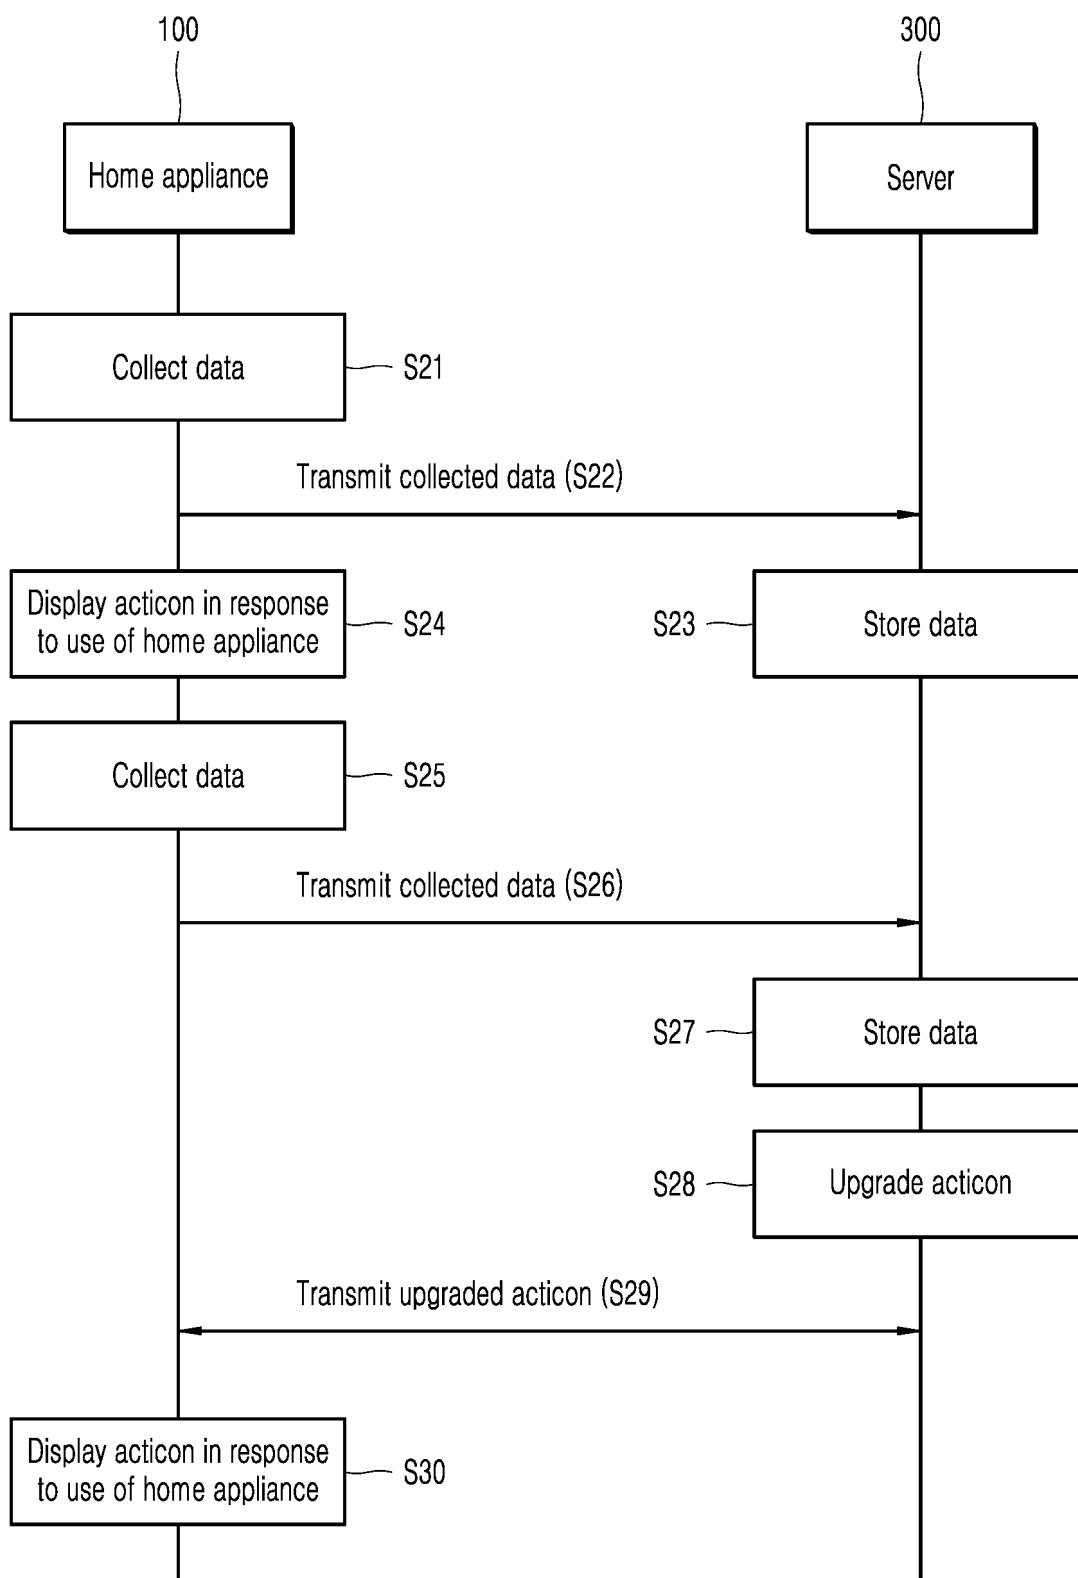 100
300
Home appliance
Server
Collect data
S21
Transmit collected data (S22)
Display acticon in response
to use of home appliance
S24
S23
Store data
Collect data
S25
Transmit collected data (S26)
S27
Store data
S28
Upgrade acticon
Transmit upgraded acticon (S29)
Display acticon in response
to use of home appliance
S30